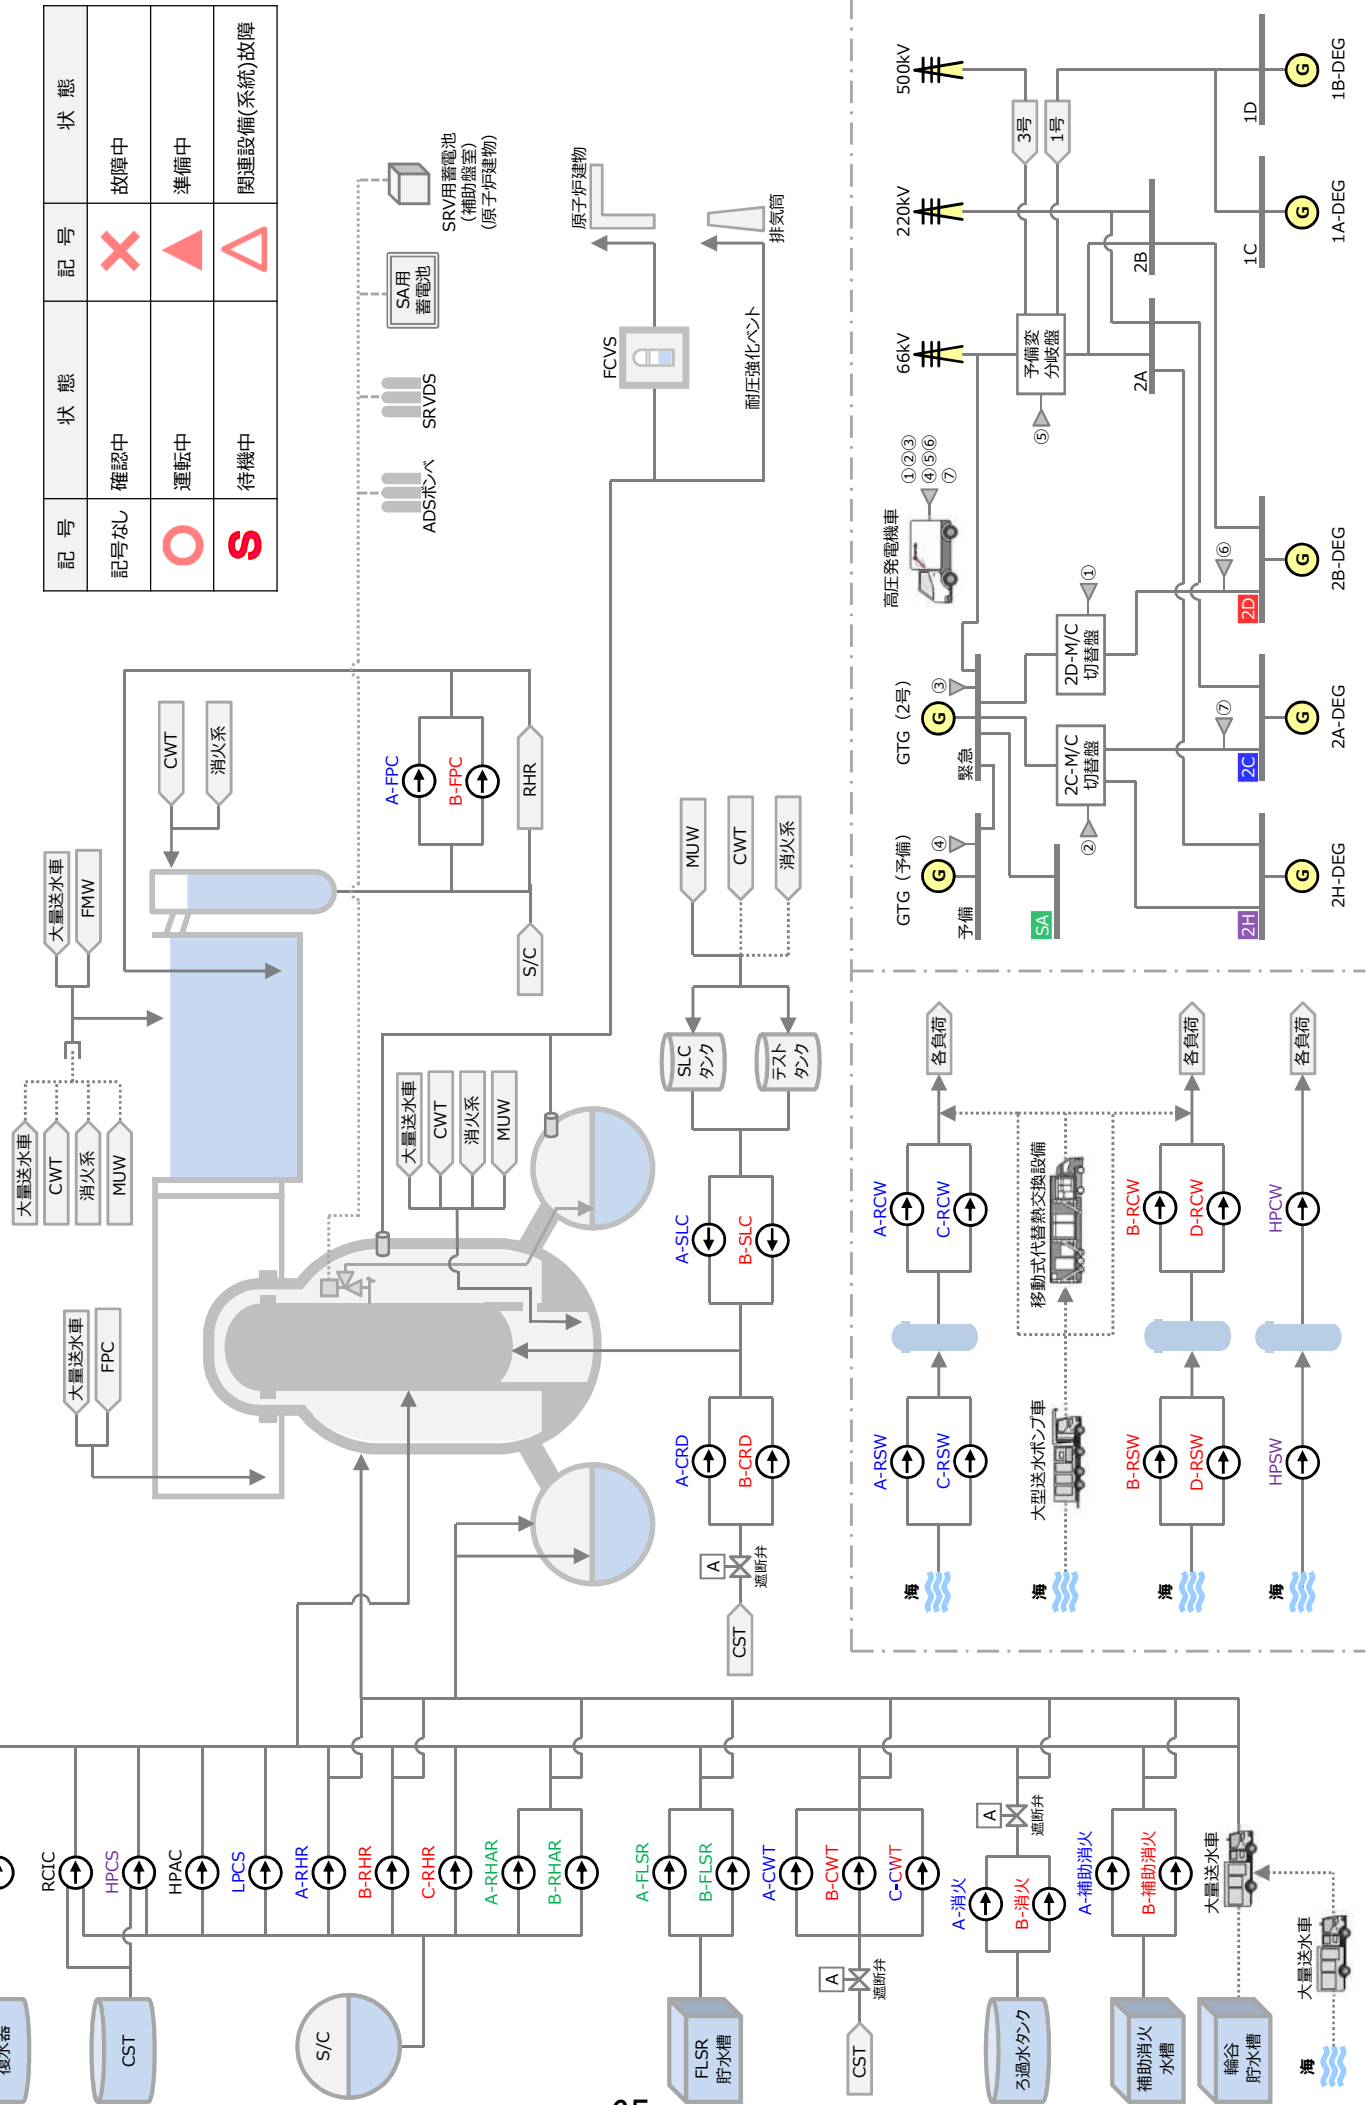 記 号
状 態
記 号
状 態
記号なし
確認中
故障中
運転中
準備中
S
待機中
関連設備(系統)故障
復水器
CST
S/C
RCIC
HPCS
HPAC
LPCS
A-RHR
B-RHR
C-RHR
A-RHAR
B-RHAR
FLSR
貯水槽
A-FLSR
B-FLSR
CST
A
遮断弁
A-CWT
B-CWT
C-CWT
ろ過水タンク
A-消火
B-消火
A
遮断弁
補助消火
水槽
A-補助消火
B-補助消火
輪谷
貯水槽
大量送水車
海
大量送水車
大量送水車
FPC
大量送水車
CWT
消火系
MUW
大量送水車
FMW
CWT
消火系
A-FPC
B-FPC
RHR
S/C
大量送水車
CWT
消火系
MUW
ADSボンベ
SRVDS
SA用
蓄電池
SRV用蓄電池
(補助盤室)
(原子炉建物)
FCVS
原子炉建物
耐圧強化ベント
排気筒
CST
A
遮断弁
A-CRD
B-CRD
A-SLC
B-SLC
SLC
タンク
テスト
タンク
MUW
CWT
消火系
海
A-RSW
C-RSW
A-RCW
C-RCW
各負荷
海
大型送水ポンプ車
移動式代替熱交換設備
海
B-RSW
D-RSW
B-RCW
D-RCW
各負荷
海
HPSW
HPCW
各負荷
GTG (予備)
G
④
予備
GTG (2号)
G
③
緊急
高圧発電機車
①②③
④⑤⑥
⑦
66kV
220kV
500kV
3号
1号
予備変
分岐盤
⑤
SA
2C-M/C
切替盤
②
2D-M/C
切替盤
①
2A
2B
2H
G
2H-DEG
2C
⑦
G
2A-DEG
2D
⑥
G
2B-DEG
1C
G
1A-DEG
1D
G
1B-DEG